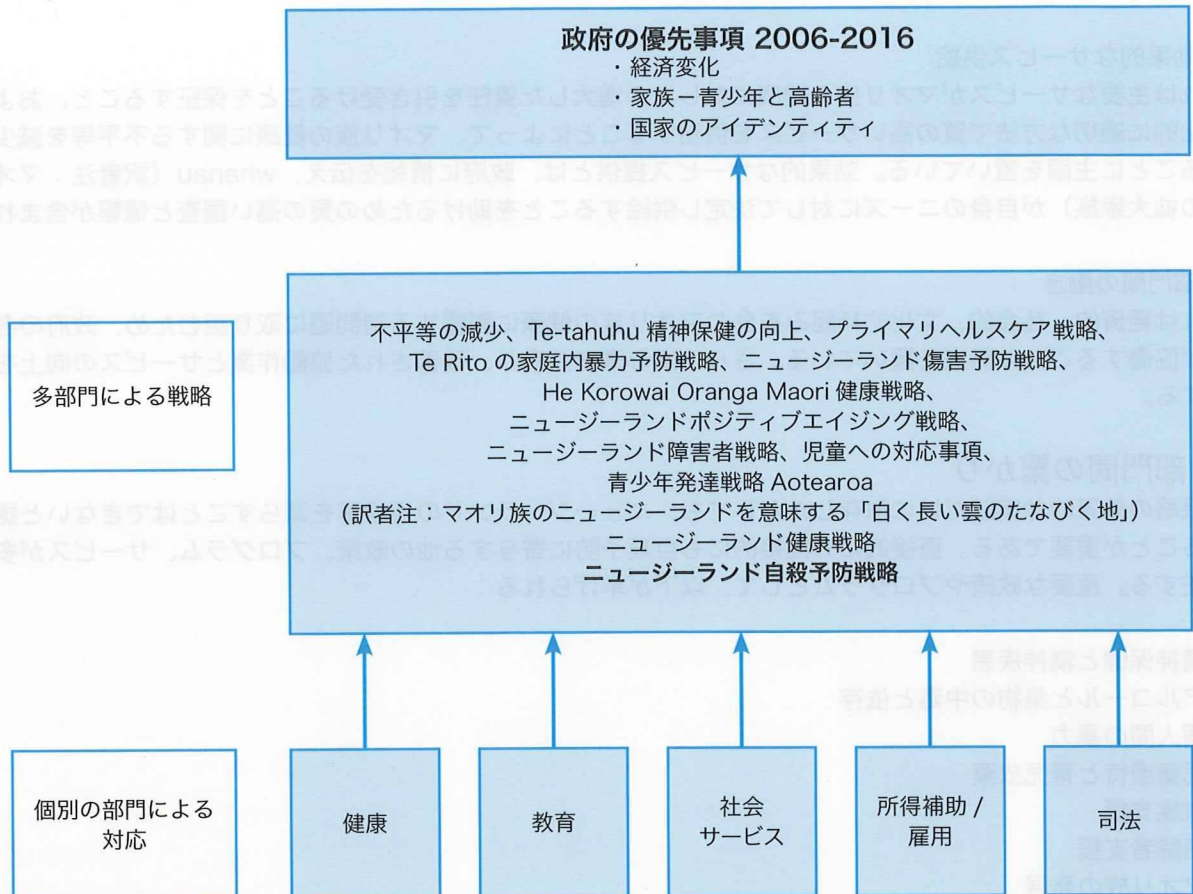 政府の優先事項 2006-2016
・経済変化
・家族 - 青少年と高齢者
・国家のアイデンティティ
多部門による戦略
不平等の減少、Te-tahuhu 精神保健の向上、プライマリヘルスケア戦略、
Te Rito の家庭内暴力予防戦略、ニュージーランド傷害予防戦略、
He Korowai Oranga Maori 健康戦略、
ニュージーランドポジティブエイジング戦略、
ニュージーランド障害者戦略、児童への対応事項、
青少年発達戦略 Aotearoa
(訳者注:マオリ族のニュージーランドを意味する「白く長い雲のたなびく地」)
ニュージーランド健康戦略
ニュージーランド自殺予防戦略
個別の部門による
対応
健康
教育
社会
サービス
所得補助 /
雇用
司法